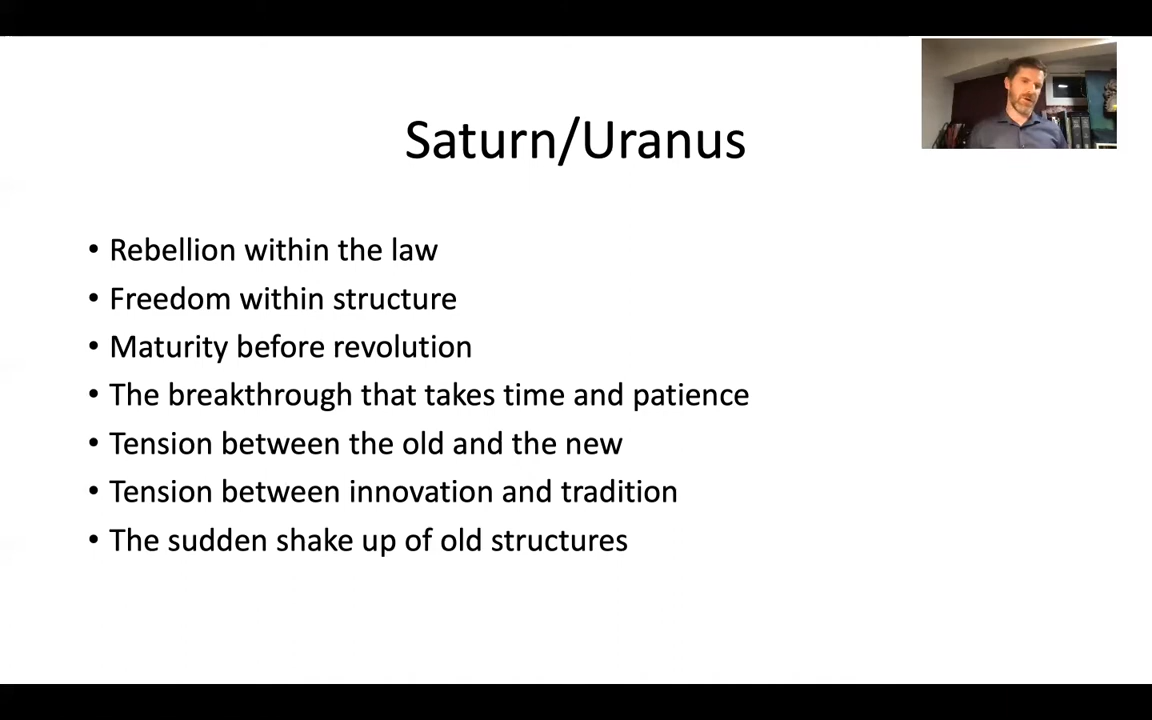 Saturn/Uranus
• Rebellion within the law
• Freedom within structure
• Maturity before revolution
• The breakthrough that takes time and patience
• Tension between the old and the new
• Tension between innovation and tradition
• The sudden shake up of old structures